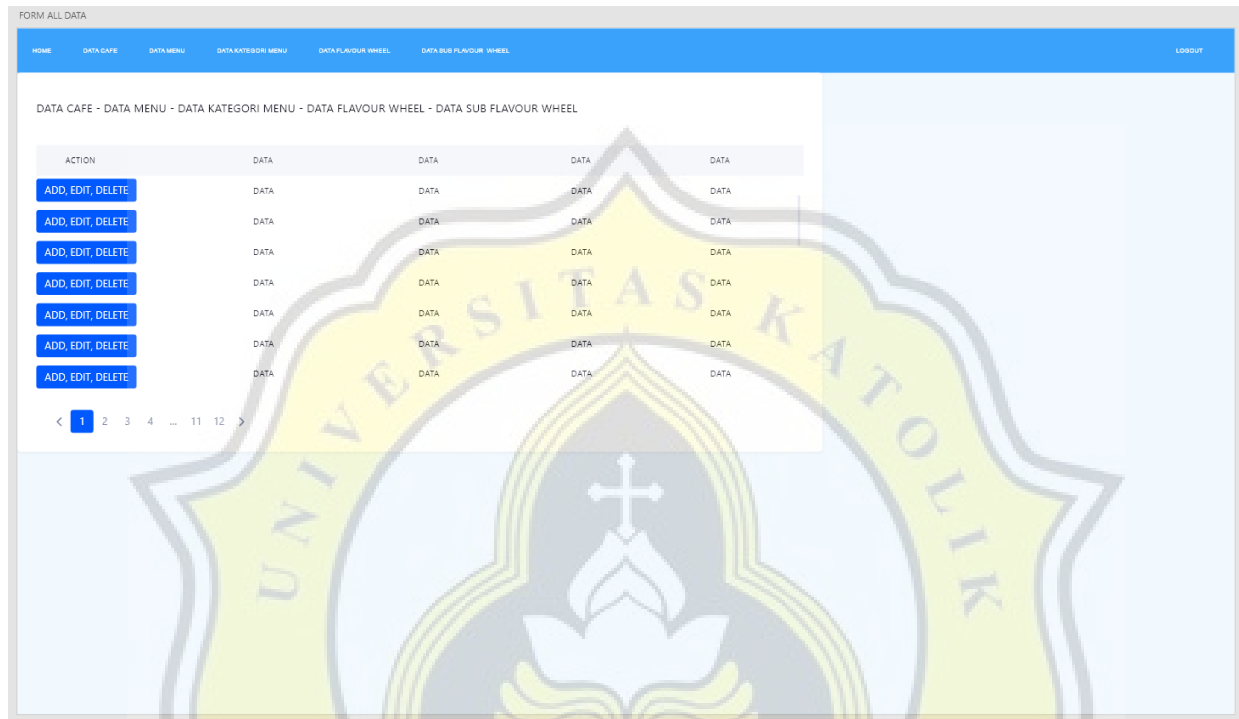 FORM ALL DATA
HOME DATA CAFE DATA MENU DATA KATEGORI MENU DATA FLAVOUR WHEEL DATA SUB FLAVOUR WHEEL LOGOUT
DATA CAFE - DATA MENU - DATA KATEGORI MENU - DATA FLAVOUR WHEEL - DATA SUB FLAVOUR WHEEL
ACTION DATA DATA DATA DATA
ADD, EDIT, DELETE DATA DATA DATA DATA
ADD, EDIT, DELETE DATA DATA DATA DATA
ADD, EDIT, DELETE DATA DATA DATA DATA
ADD, EDIT, DELETE DATA DATA DATA DATA
ADD, EDIT, DELETE DATA DATA DATA DATA
ADD, EDIT, DELETE DATA DATA DATA DATA
ADD, EDIT, DELETE DATA DATA DATA DATA
< 1 2 3 4 ... 11 12 >
UNIVERSITAS KATOLIK